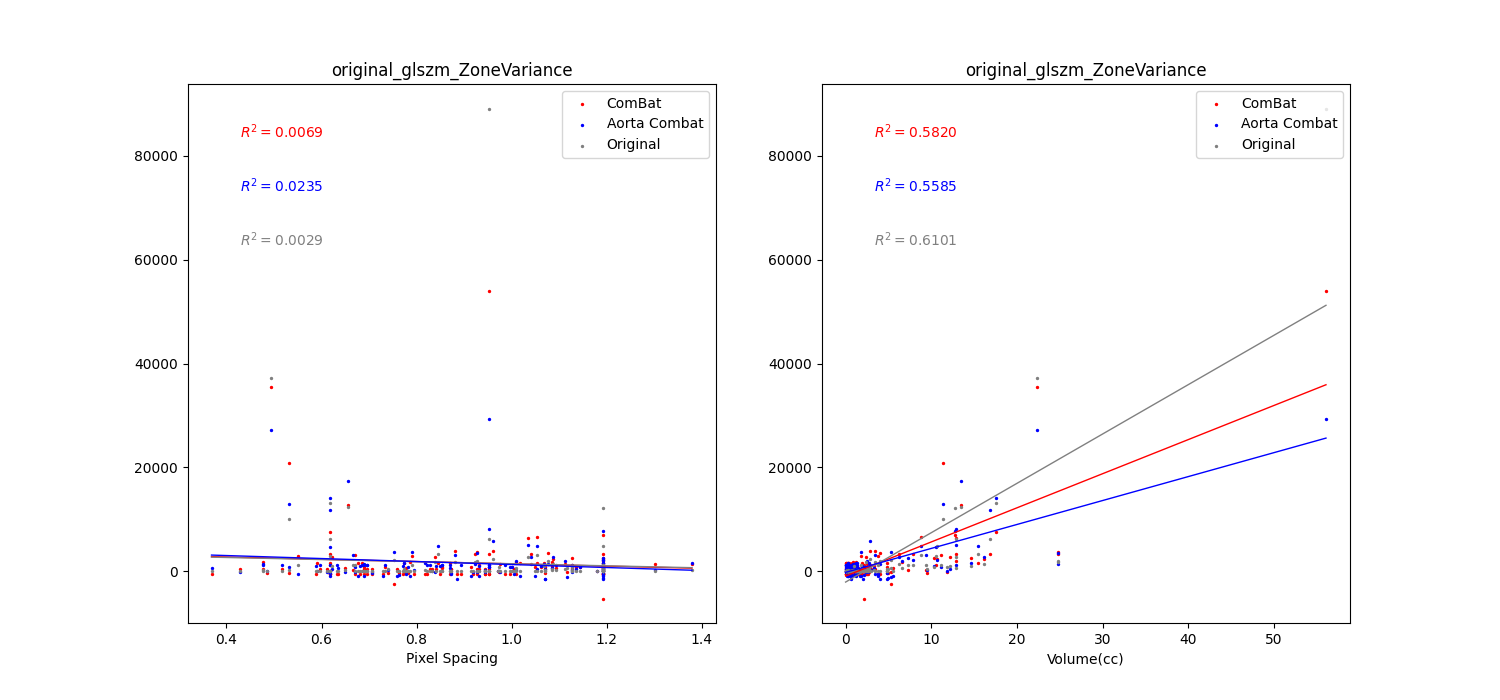 original_glszm_ZoneVariance
ComBat
Aorta Combat
Original
R² = 0.0069
R² = 0.0235
R² = 0.0029
80000
60000
40000
20000
0
0.4 0.6 0.8 1.0 1.2 1.4
Pixel Spacing
original_glszm_ZoneVariance
ComBat
Aorta Combat
Original
R² = 0.5820
R² = 0.5585
R² = 0.6101
80000
60000
40000
20000
0
0 10 20 30 40 50
Volume(cc)